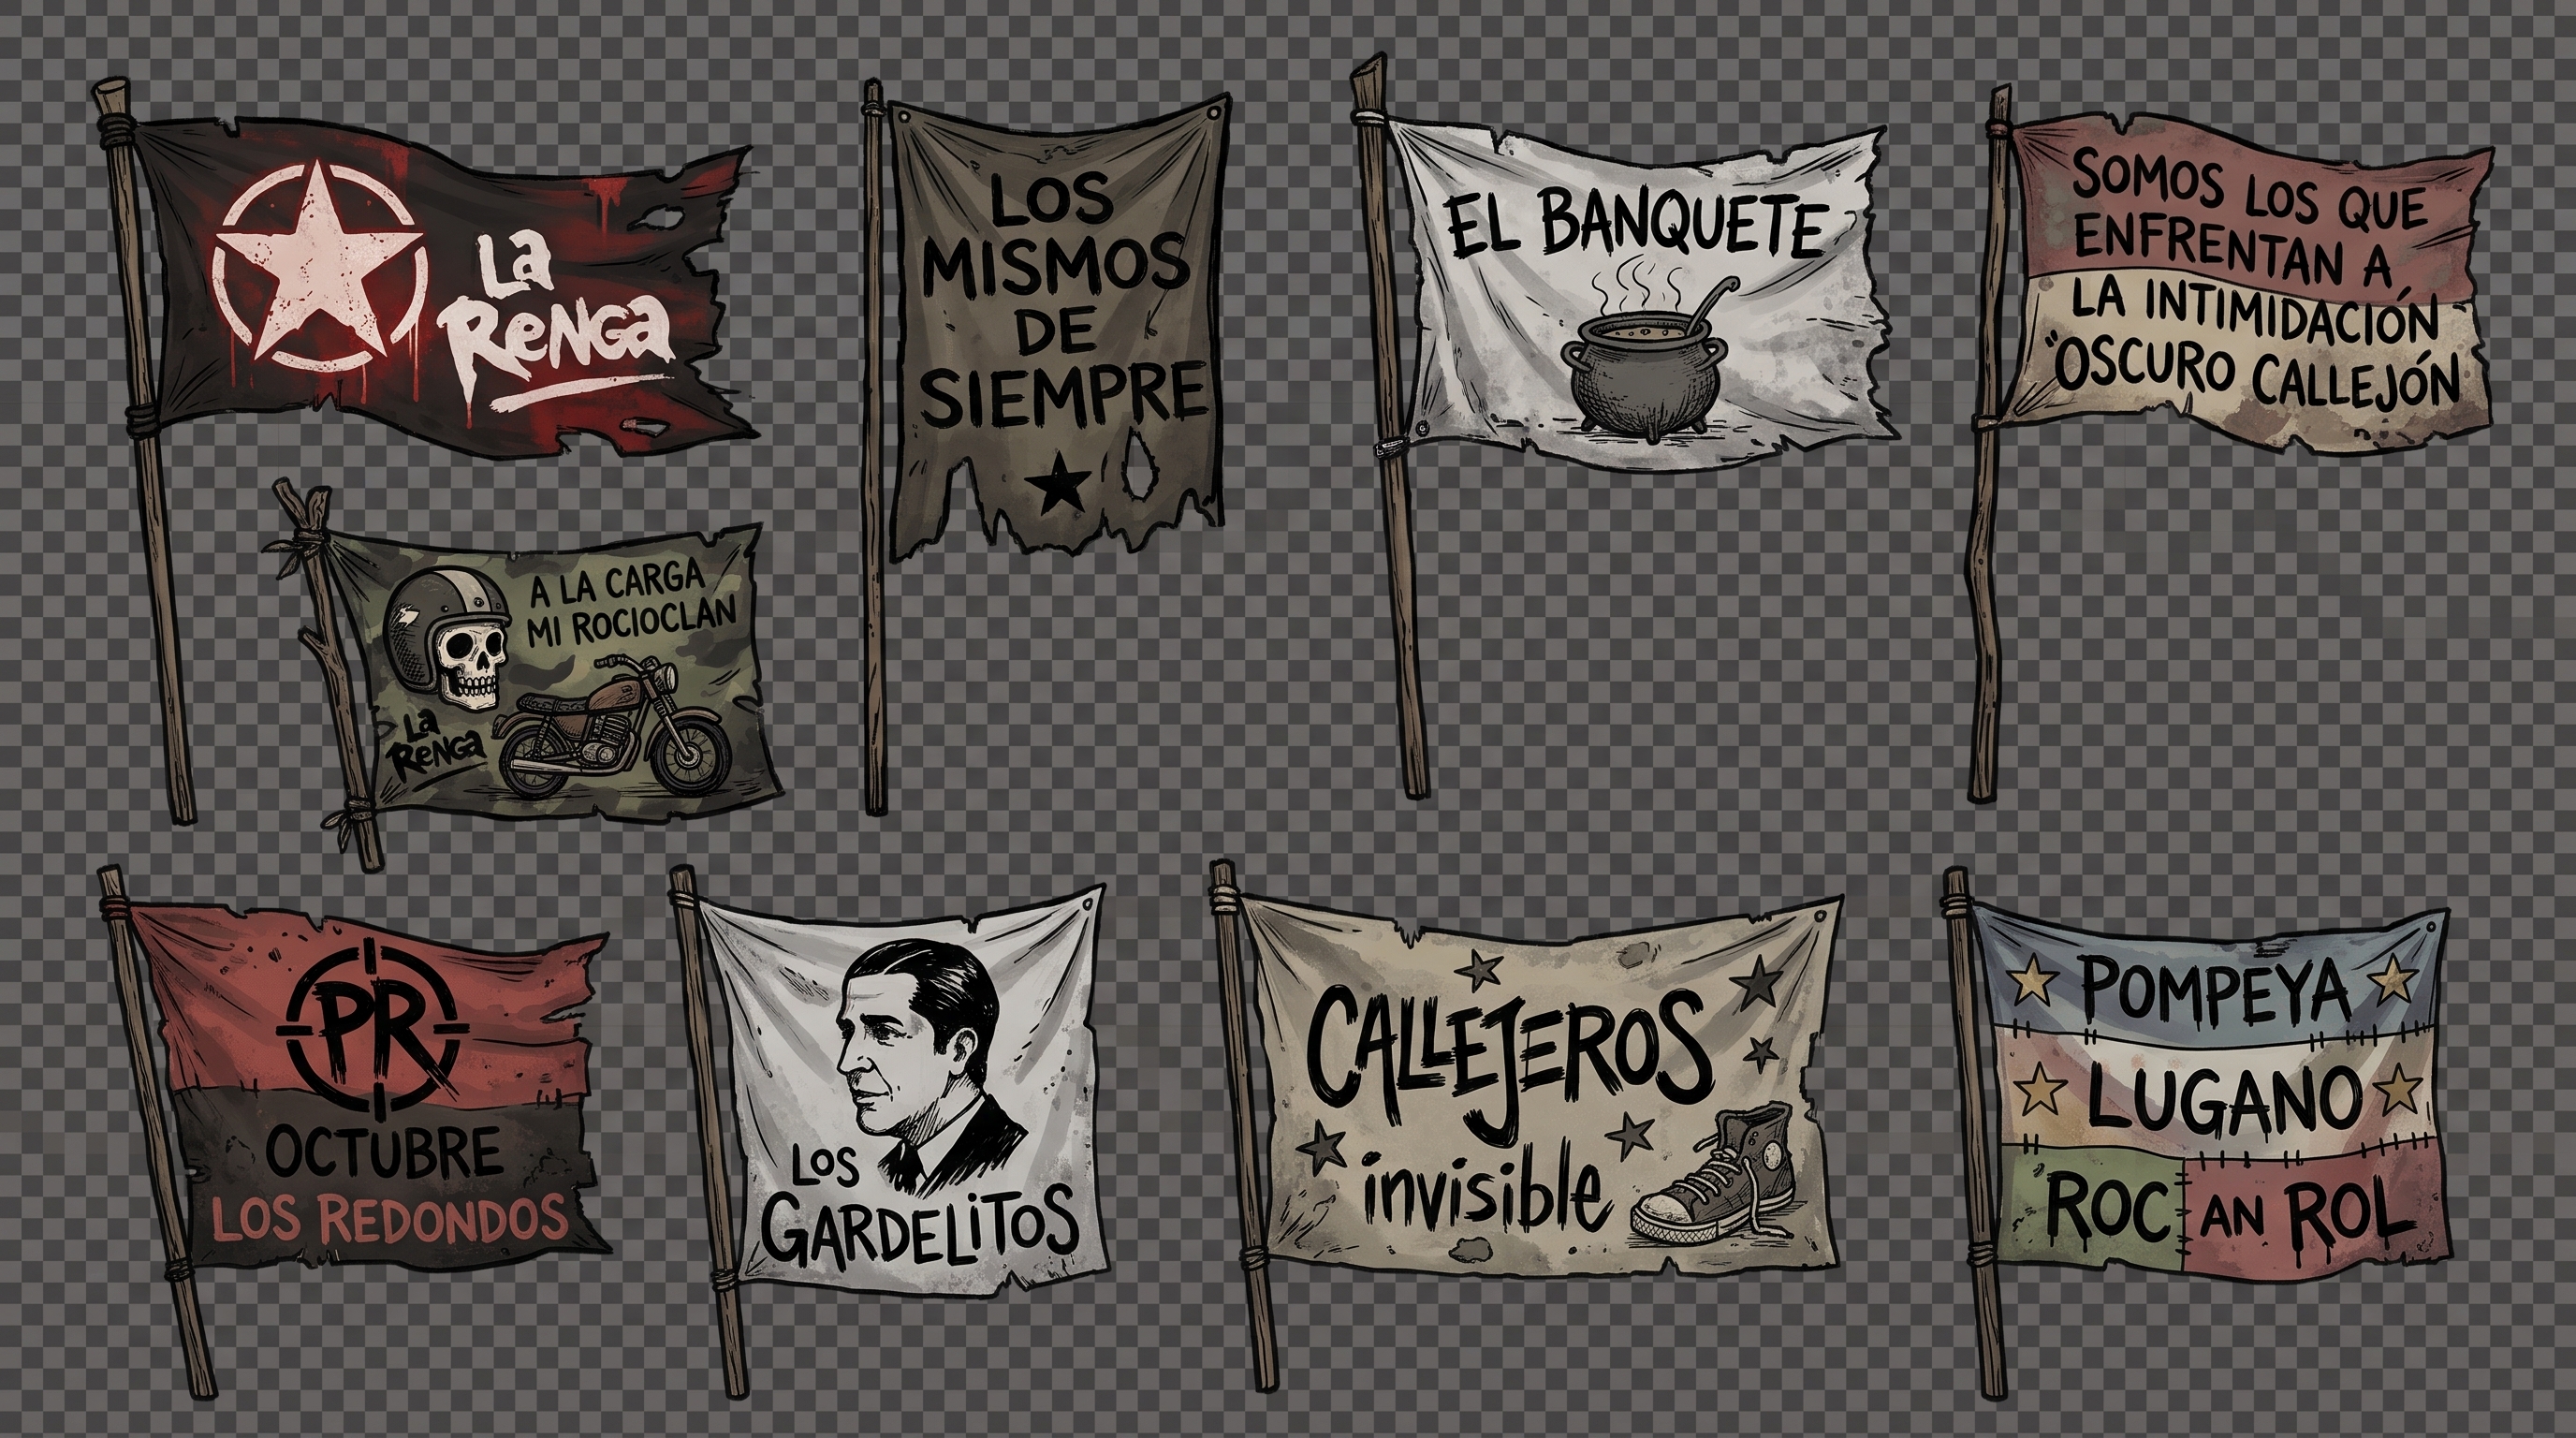 La
Renga
LOS
MISMOS
DE
SIEMPRE
EL BANQUETE
SOMOS LOS QUE
ENFRENTAN A
LA INTIMIDACIÓN
"OSCURO CALLEJÓN
A LA CARGA
MI ROCIOCLAN
La
Renga
PR
OCTUBRE
LOS REDONDOS
LOS
GARDELITOS
CALLEJEROS
invisible
POMPEYA
LUGANO
ROC AN ROL